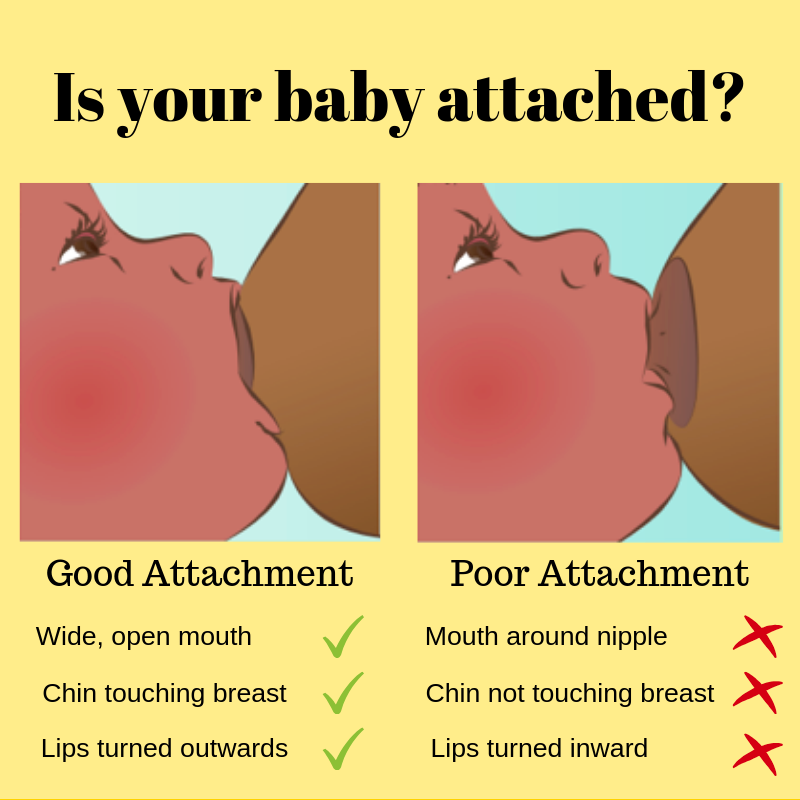 Is your baby attached?
Good Attachment
Wide, open mouth
Chin touching breast
Lips turned outwards
Poor Attachment
Mouth around nipple
Chin not touching breast
Lips turned inward